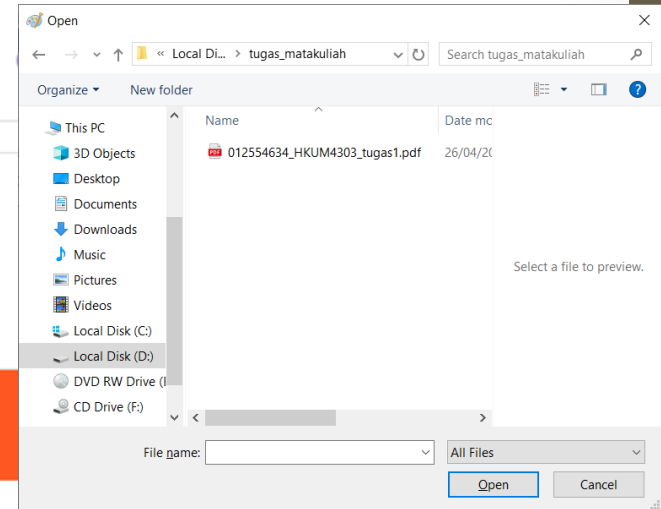 Open
« Local Di... > tugas_matakuliah
Search tugas_matakuliah
Organize
New folder
?
Name
Date mo
This PC
3D Objects
Desktop
Documents
Downloads
Music
Pictures
Videos
Local Disk (C:)
Local Disk (D:)
DVD RW Drive (E
CD Drive (F:)
PDF
012554634_HKUM4303_tugas1.pdf
26/04/20
Select a file to preview.
File name:
All Files
Open
Cancel